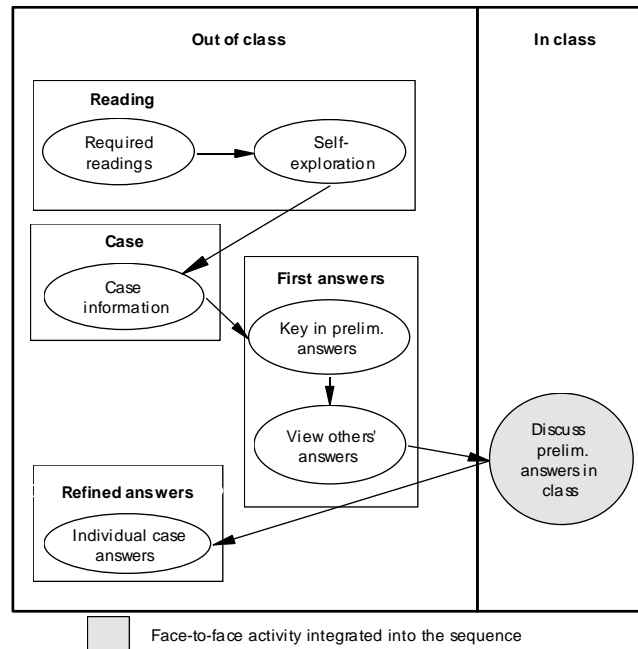 Out of class
In class
Reading
Required
readings
Self-
exploration
Case
Case
information
First answers
Key in prelim.
answers
View others'
answers
Discuss
prelim.
answers in
class
Refined answers
Individual case
answers
Face-to-face activity integrated into the sequence